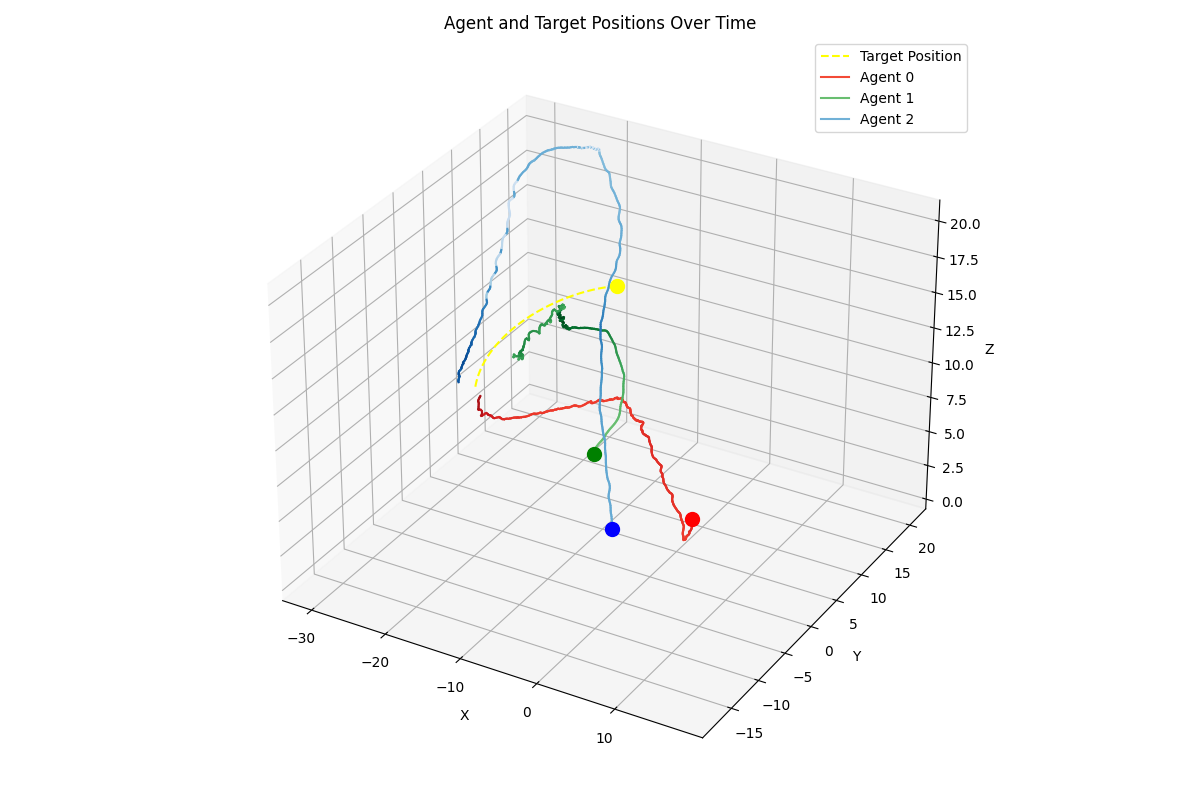 Agent and Target Positions Over Time
Target Position
Agent 0
Agent 1
Agent 2
20.0
17.5
15.0
12.5
Z
10.0
7.5
5.0
2.5
0.0
20
15
10
5
0
Y
−5
−10
−15
−30
−20
−10
X
0
10